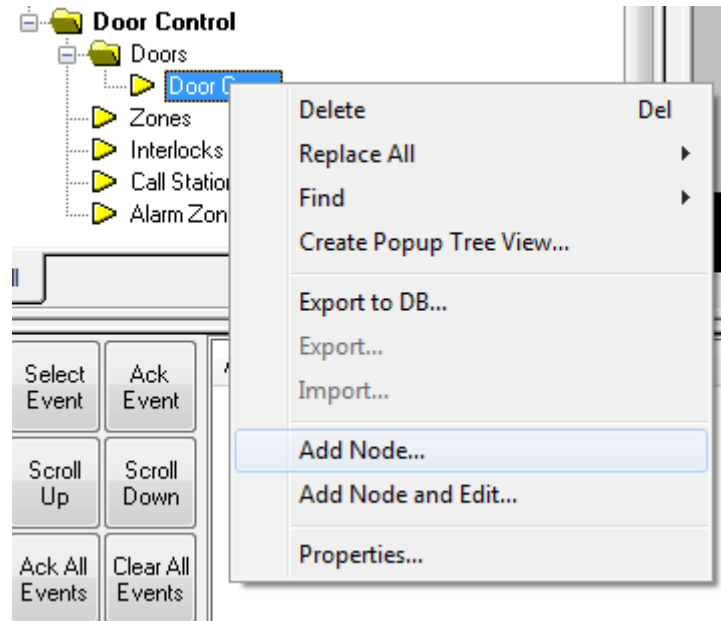 Door Control
Doors
Door
Zones
Interlocks
Call
Alarm
Delete Del
Replace All
Find
Create Popup Tree View...
Export to DB...
Export...
Import...
Add Node...
Add Node and Edit...
Properties...
Select
Event
Ack
Event
Scroll
Up
Scroll
Down
Ack All
Events
Clear All
Events